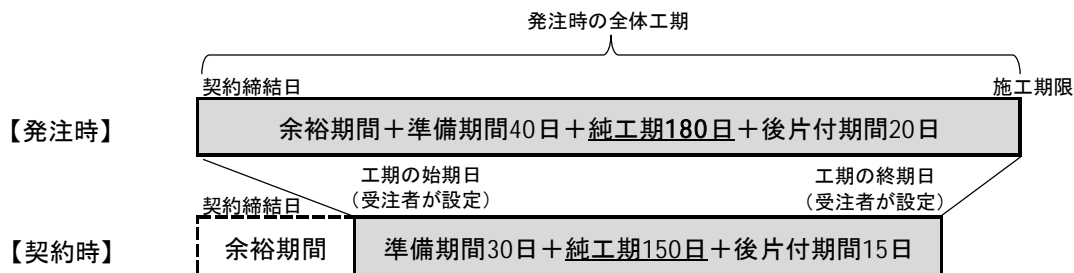 発注時の全体工期
契約締結日
施工期限
【発注時】
余裕期間＋準備期間40日＋純工期180日＋後片付期間20日
工期の始期日
（受注者が設定）
工期の終期日
（受注者が設定）
契約締結日
【契約時】
余裕期間
準備期間30日＋純工期150日＋後片付期間15日